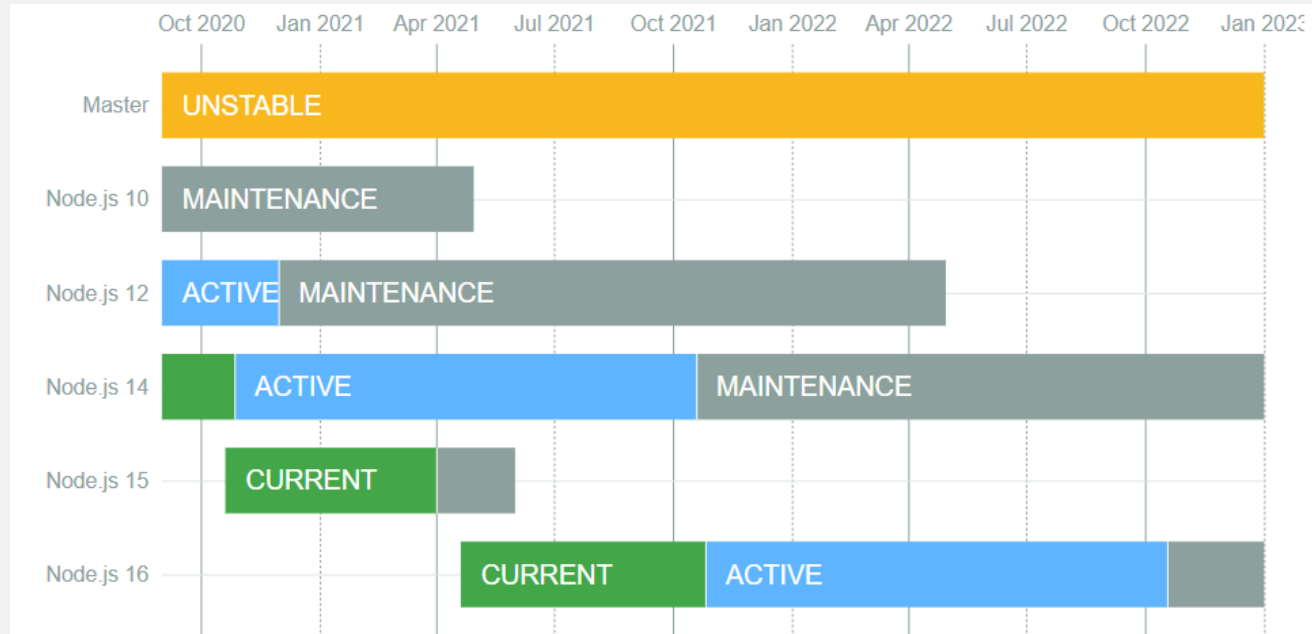 Oct 2020 Jan 2021 Apr 2021 Jul 2021 Oct 2021 Jan 2022 Apr 2022 Jul 2022 Oct 2022 Jan 2023
Master UNSTABLE
Node.js 10 MAINTENANCE
Node.js 12 ACTIVE MAINTENANCE
Node.js 14 ACTIVE MAINTENANCE
Node.js 15 CURRENT
Node.js 16 CURRENT ACTIVE